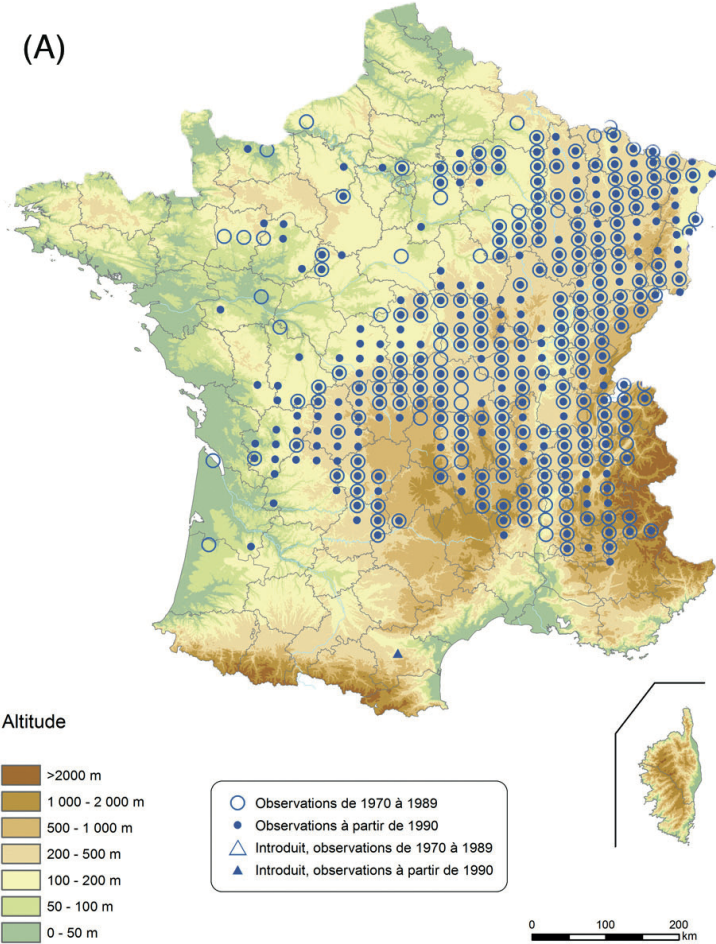 (A)
Altitude
>2000 m
1 000 - 2 000 m
500 - 1 000 m
200 - 500 m
100 - 200 m
50 - 100 m
0 - 50 m
Observations de 1970 à 1989
Observations à partir de 1990
Introduit, observations de 1970 à 1989
Introduit, observations à partir de 1990
0 100 200
km